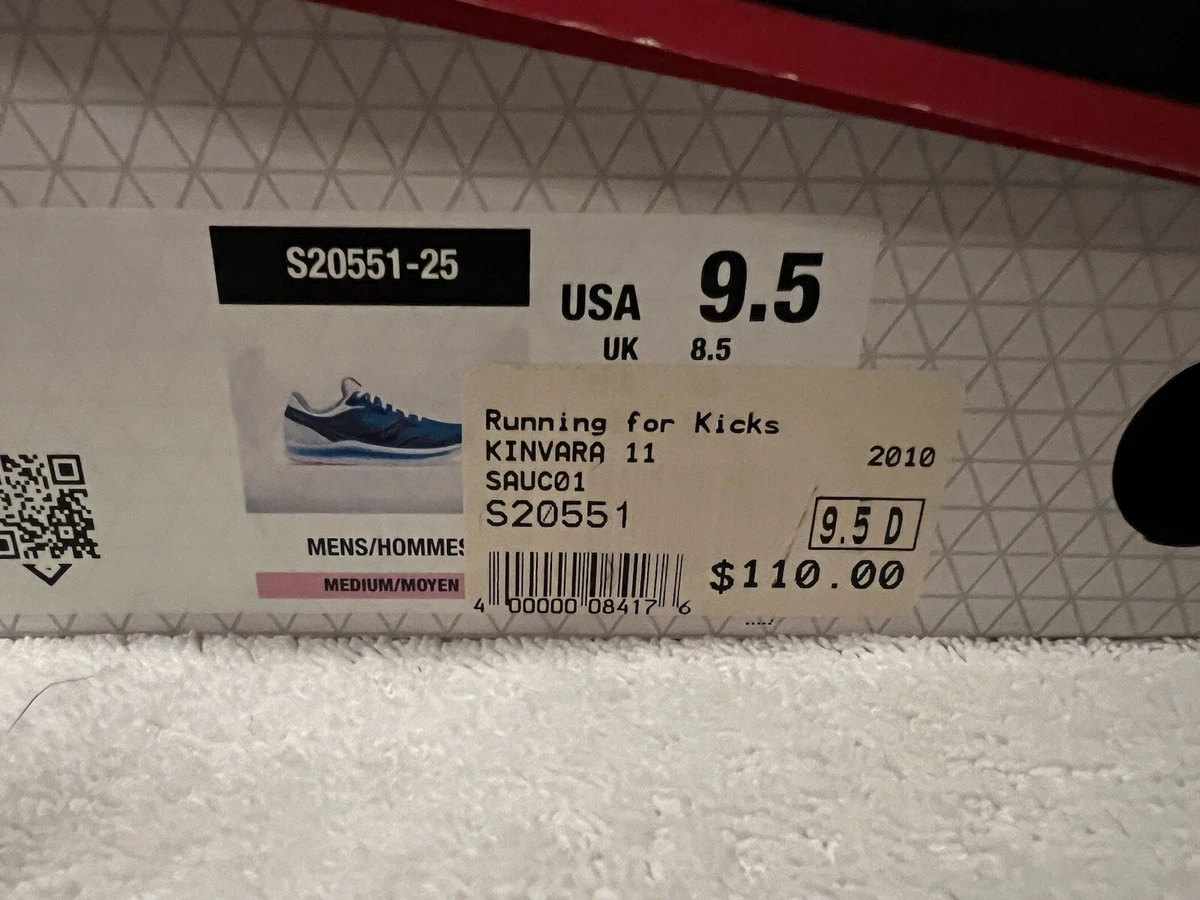 S20551-25
USA 9.5
UK 8.5
MENS/HOMMES
MEDIUM/MOYEN
Running for Kicks
KINVARA 11 2010
SAUC01
S20551
9.5 D
$110.00
4 00000 08417 6